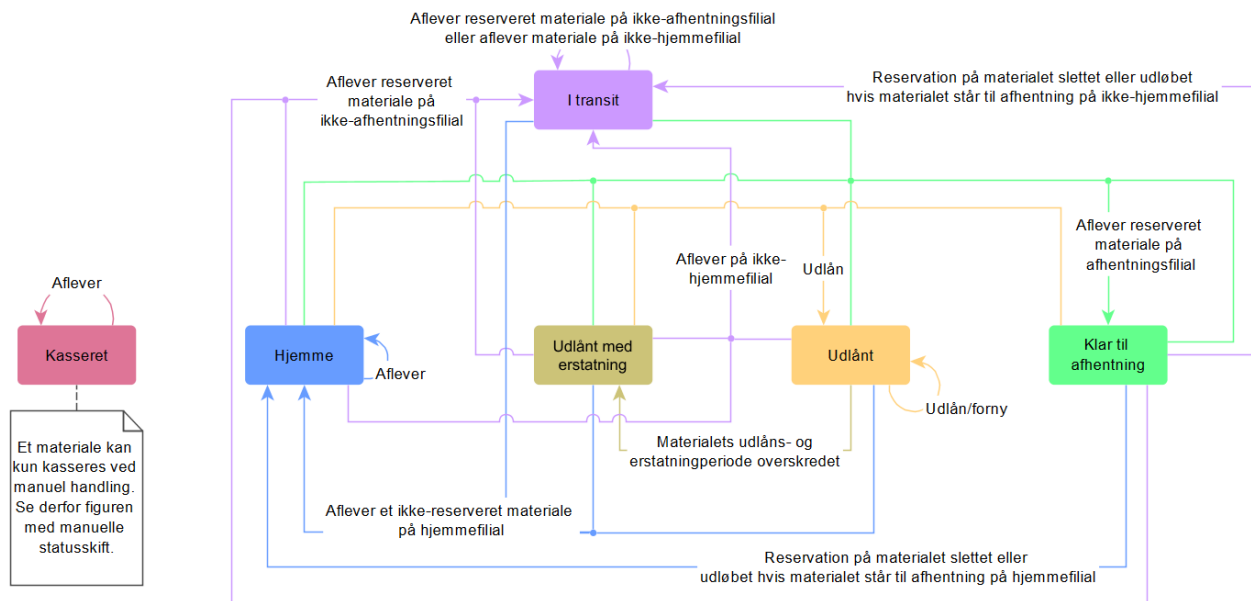 Aflever reserveret materiale på ikke-afhentningsfilial
eller aflever materiale på ikke-hjemmefilial
Aflever reserveret
materiale på
ikke-afhentningsfilial
I transit
Reservation på materialet slettet eller udløbet
hvis materialet står til afhentning på ikke-hjemmefilial
Aflever på ikke-
hjemmefilial
Udlån
Aflever reserveret
materiale på
afhentningsfilial
Aflever
Kasseret
Hjemme
Aflever
Udlånt med
erstatning
Udlånt
Udlån/forny
Klar til
afhentning
Et materiale kan
kun kasseres ved
manuel handling.
Se derfor figuren
med manuelle
statusskift.
Materialets udlåns- og
erstatningperiode overskredet
Aflever et ikke-reserveret materiale
på hjemmefilial
Reservation på materialet slettet eller
udløbet hvis materialet står til afhentning på hjemmefilial